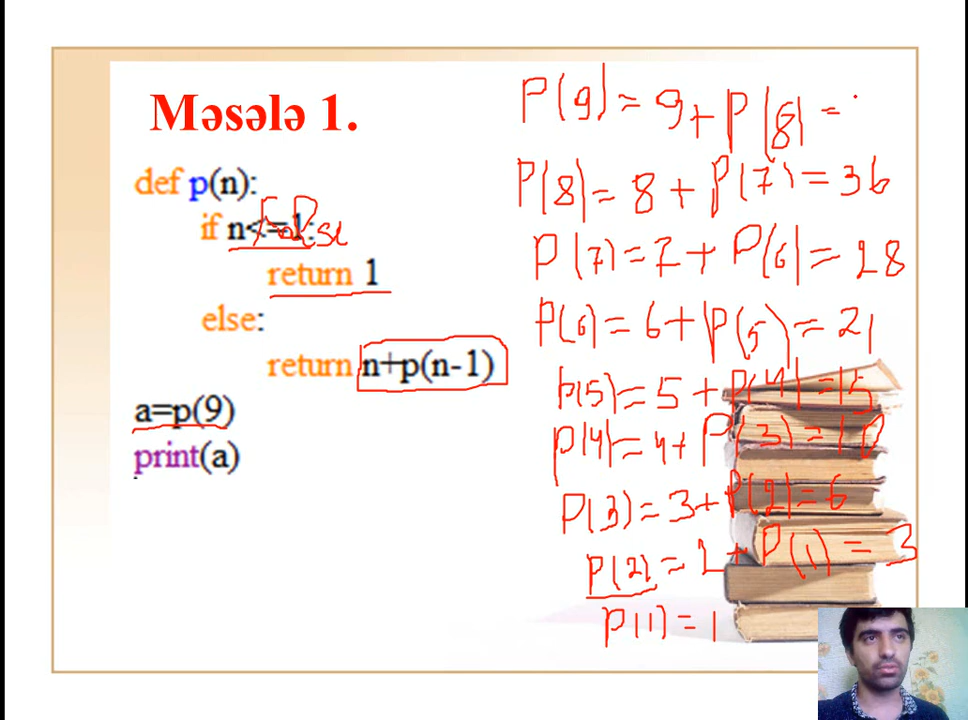 Məsələ 1.
def p(n):
if n<=1:
False
return 1
else:
return n+p(n-1)
a=p(9)
print(a)
P(9) = 9 + P(8) =
P(8) = 8 + P(7) = 36
P(7) = 7 + P(6) = 28
P(6) = 6 + P(5) = 21
P(5) = 5 + P(4) = 15
P(4) = 4 + P(3) = 10
P(3) = 3 + P(2) = 6
P(2) = 2 + P(1) = 3
P(1) = 1